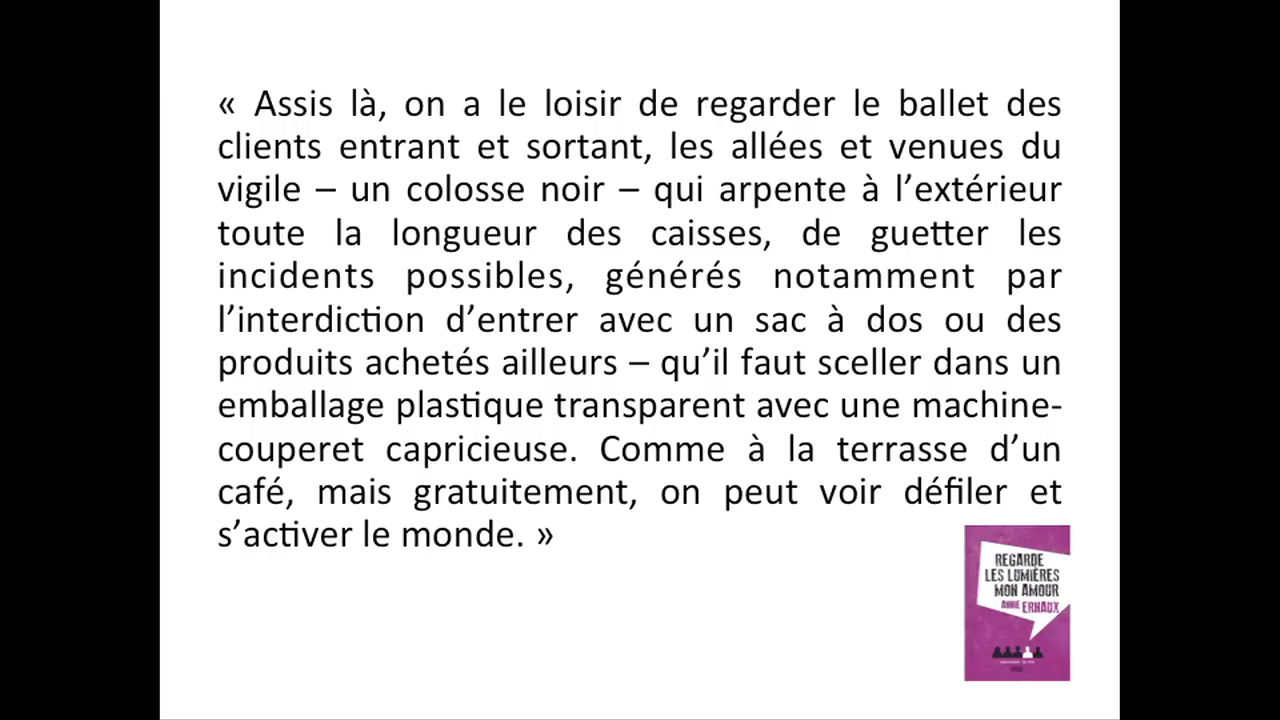 « Assis là, on a le loisir de regarder le ballet des
clients entrant et sortant, les allées et venues du
vigile – un colosse noir – qui arpente à l’extérieur
toute la longueur des caisses, de guetter les
incidents possibles, générés notamment par
l’interdiction d’entrer avec un sac à dos ou des
produits achetés ailleurs – qu’il faut sceller dans un
emballage plastique transparent avec une machine-
couperet capricieuse. Comme à la terrasse d’un
café, mais gratuitement, on peut voir défiler et
s’activer le monde. »
REGARDE
LES LUMIÈRES
MON AMOUR
ANNIE ERNAUX